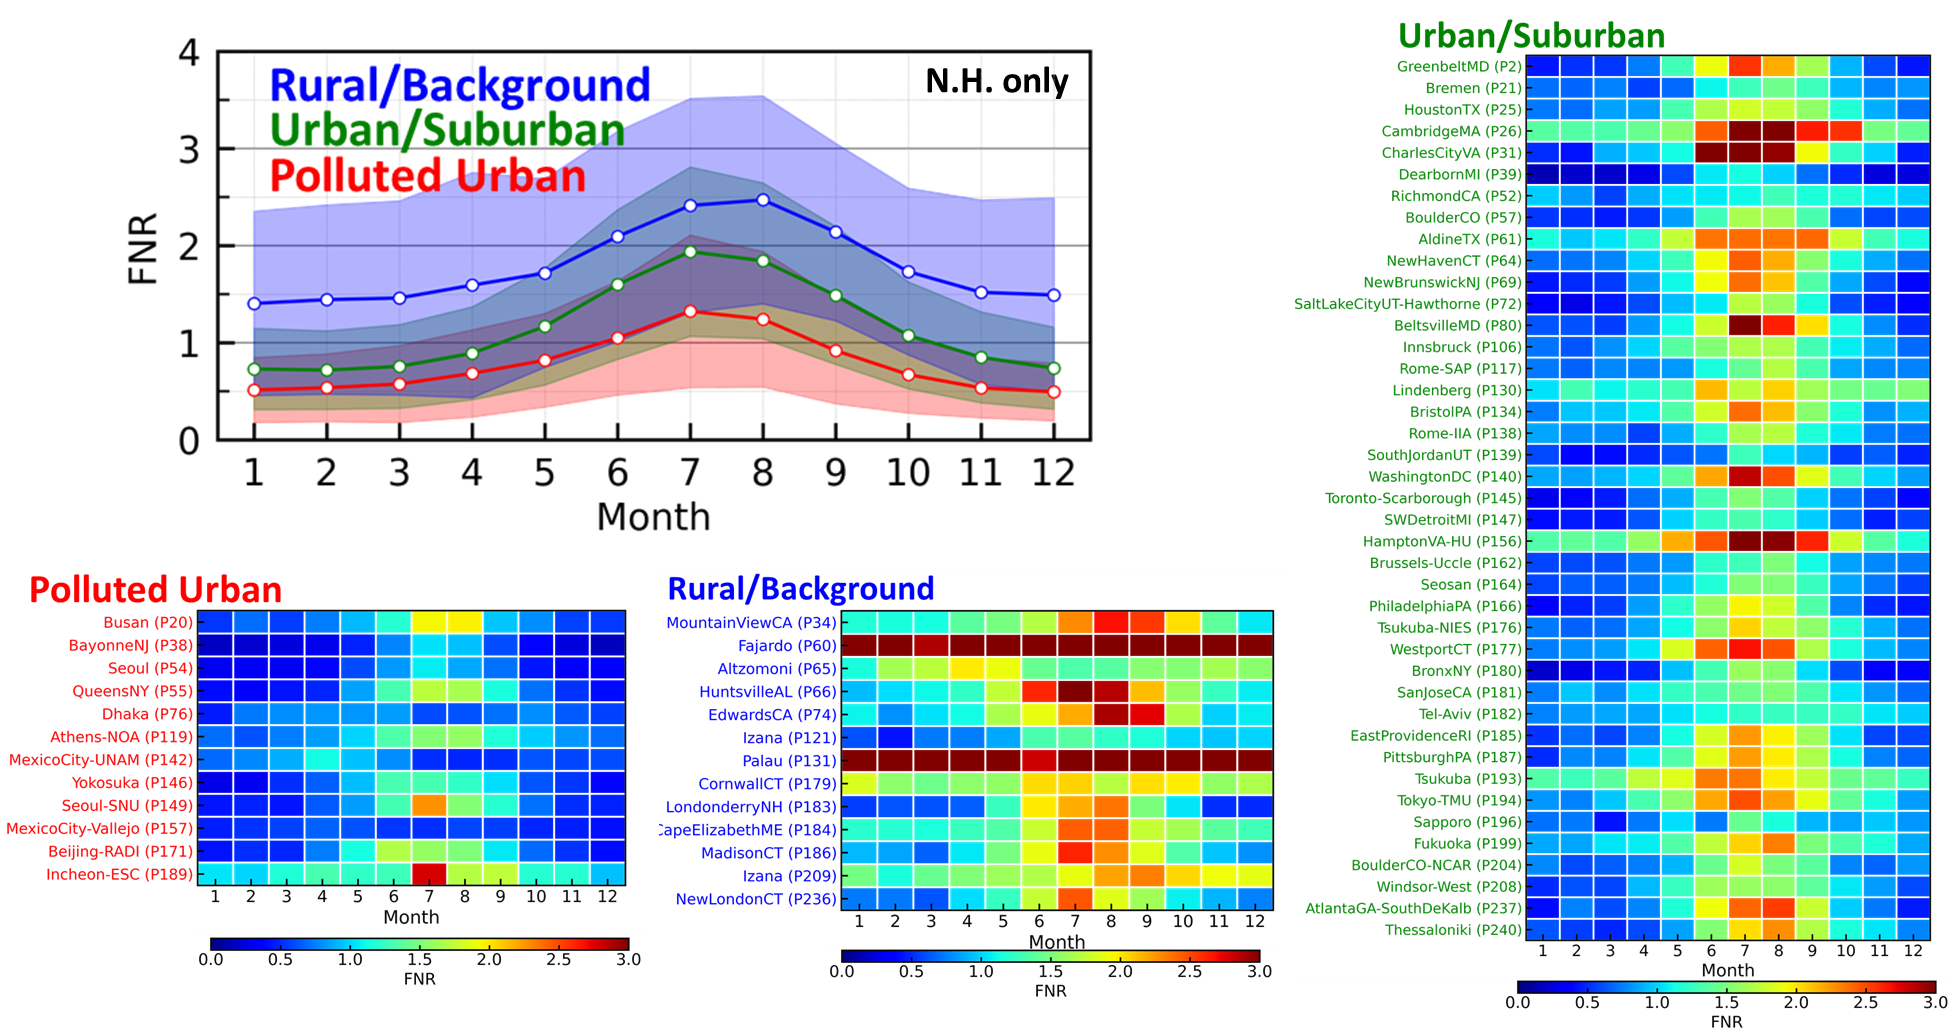 4
3
2
1
0
FNR
Rural/Background
Urban/Suburban
Polluted Urban
N.H. only
1 2 3 4 5 6 7 8 9 10 11 12
Month
Polluted Urban
Busan (P20)
BayonneNJ (P38)
Seoul (P54)
QueensNY (P55)
Dhaka (P76)
Athens-NOA (P119)
MexicoCity-UNAM (P142)
Yokosuka (P146)
Seoul-SNU (P149)
MexicoCity-Vallejo (P157)
Beijing-RADI (P171)
Incheon-ESC (P189)
1 2 3 4 5 6 7 8 9 10 11 12
Month
0.0 0.5 1.0 1.5 2.0 2.5 3.0
FNR
Rural/Background
MountainViewCA (P34)
Fajardo (P60)
Altzomoni (P65)
HuntsvilleAL (P66)
EdwardsCA (P74)
Izana (P121)
Palau (P131)
CornwallCT (P179)
LondonderryNH (P183)
CapeElizabethME (P184)
MadisonCT (P186)
Izana (P209)
NewLondonCT (P236)
1 2 3 4 5 6 7 8 9 10 11 12
Month
0.0 0.5 1.0 1.5 2.0 2.5 3.0
FNR
Urban/Suburban
GreenbeltMD (P2)
Bremen (P21)
HoustonTX (P25)
CambridgeMA (P26)
CharlesCityVA (P31)
DearbornMI (P39)
RichmondCA (P52)
BoulderCO (P57)
AldineTX (P61)
NewHavenCT (P64)
NewBrunswickNJ (P69)
SaltLakeCityUT-Hawthorne (P72)
BeltsvilleMD (P80)
Innsbruck (P106)
Rome-SAP (P117)
Lindenberg (P130)
BristolPA (P134)
Rome-IIA (P138)
SouthJordanUT (P139)
WashingtonDC (P140)
Toronto-Scarborough (P145)
SWDetroitMI (P147)
HamptonVA-HU (P156)
Brussels-Uccle (P162)
Seosan (P164)
PhiladelphiaPA (P166)
Tsukuba-NIES (P176)
WestportCT (P177)
BronxNY (P180)
SanJoseCA (P181)
Tel-Aviv (P182)
EastProvidenceRI (P185)
PittsburghPA (P187)
Tsukuba (P193)
Tokyo-TMU (P194)
Sapporo (P196)
Fukuoka (P199)
BoulderCO-NCAR (P204)
Windsor-West (P208)
AtlantaGA-SouthDeKalb (P237)
Thessaloniki (P240)
1 2 3 4 5 6 7 8 9 10 11 12
Month
0.0 0.5 1.0 1.5 2.0 2.5 3.0
FNR